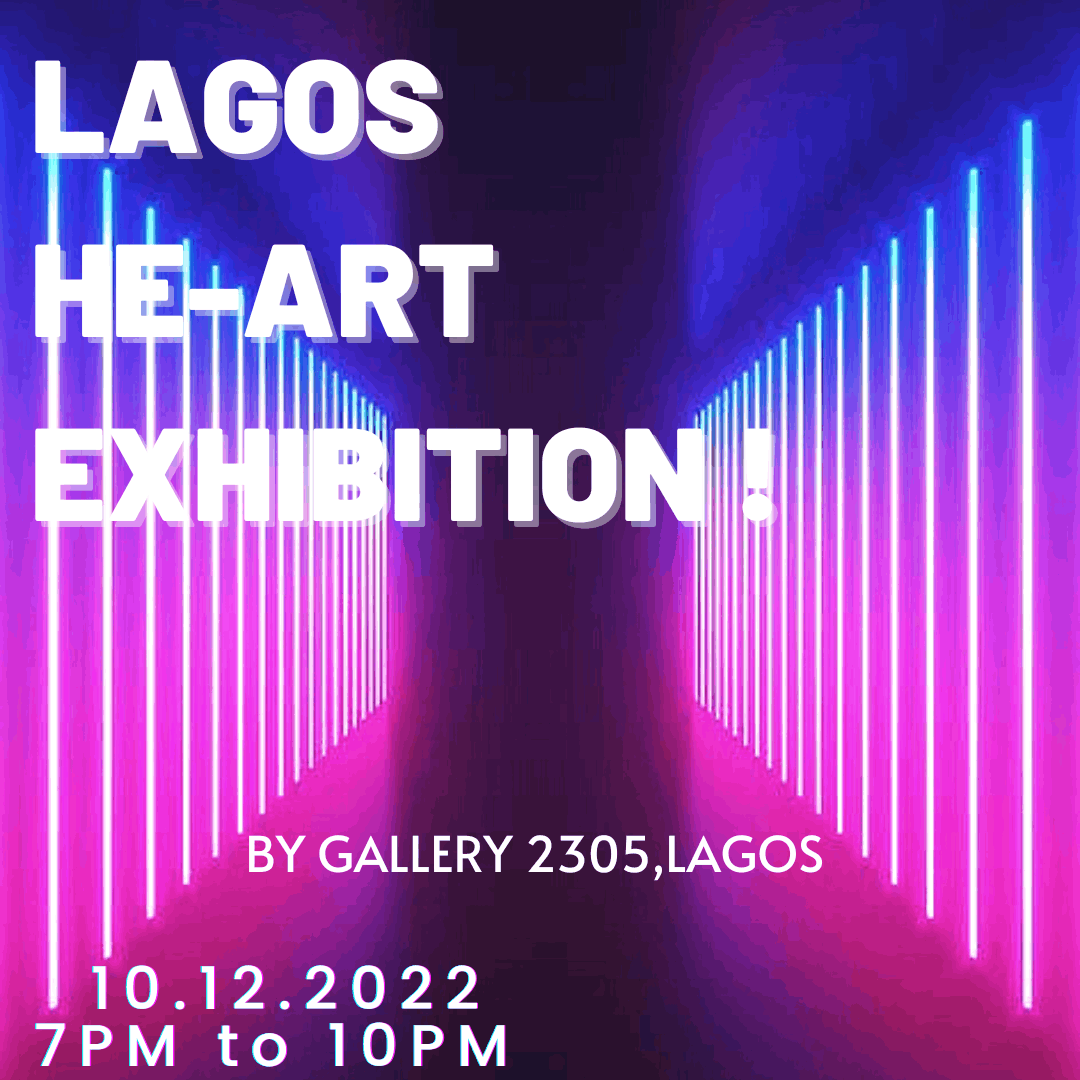 LAGOS
HE-ART
EXHIBITION !
BY GALLERY 2305,LAGOS
10.12.2022
7PM to 10PM